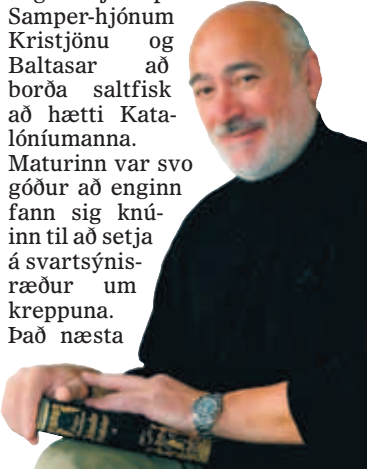 Samper-hjónum
Kristjönu og
Baltasar að
borða saltfisk
að hætti Kata-
lóníumanna.
Maturinn var svo
góður að enginn
fann sig knú-
inn til að setja
á svartsýnis-
ræður um
kreppuna.
Það næsta